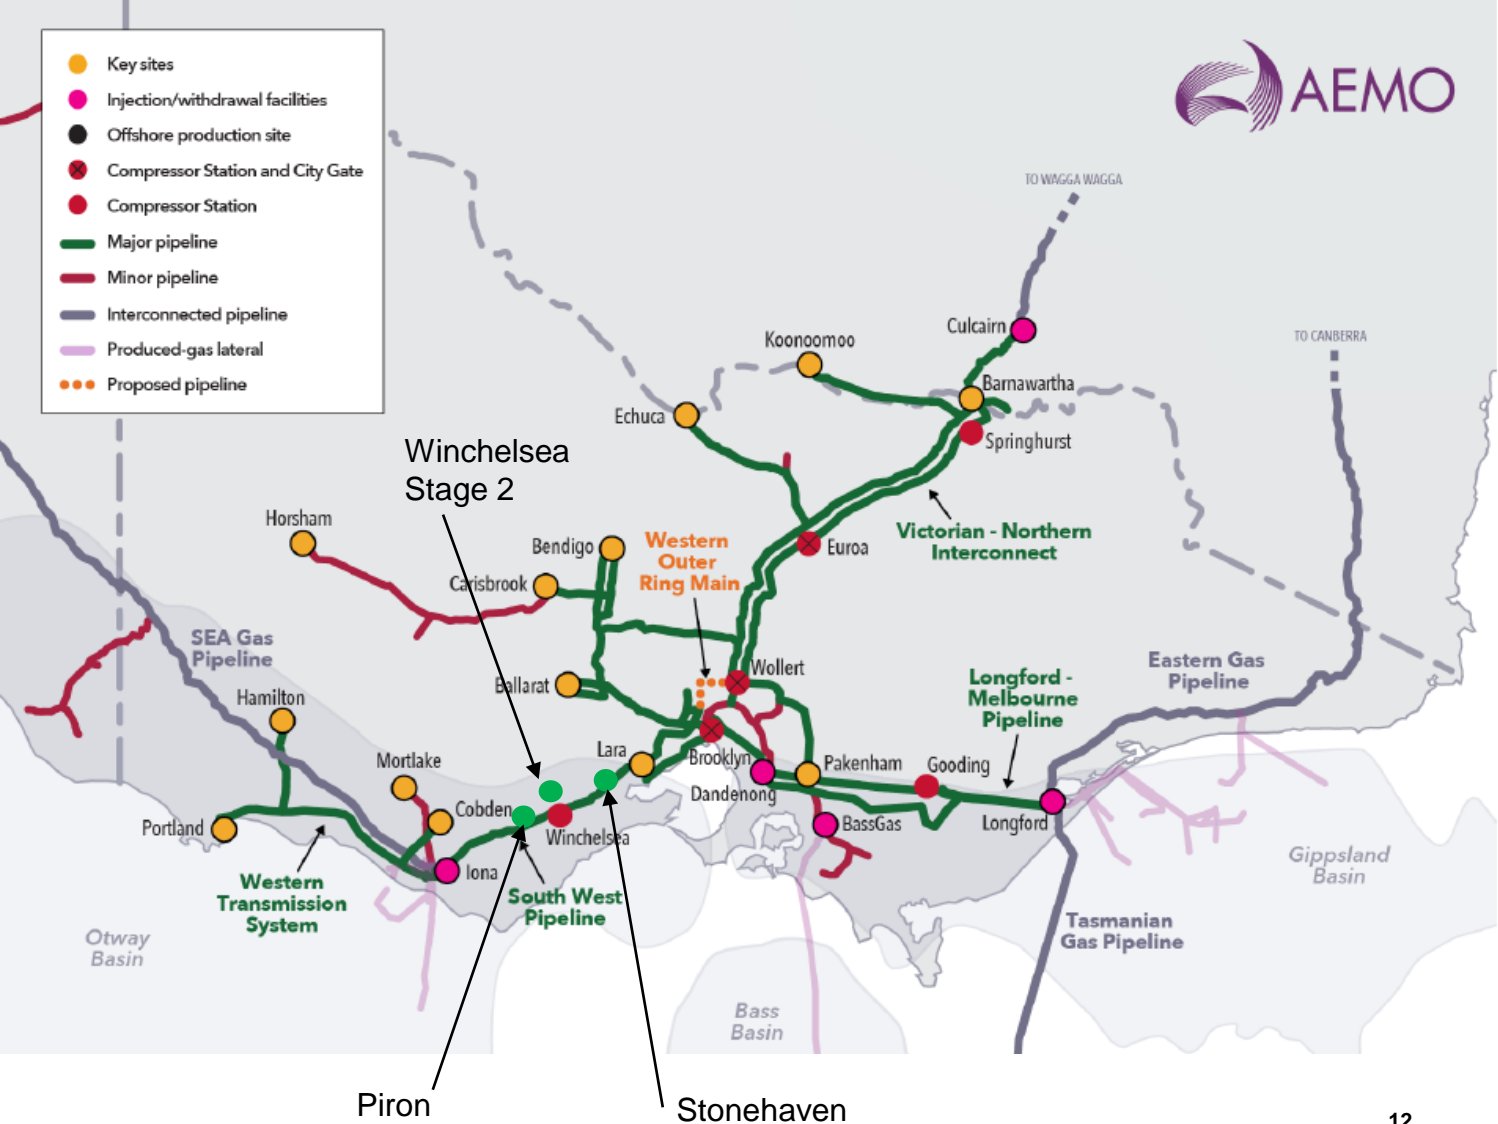 Key sites
Injection/withdrawal facilities
Offshore production site
Compressor Station and City Gate
Compressor Station
Major pipeline
Minor pipeline
Interconnected pipeline
Produced-gas lateral
Proposed pipeline
AEMO
TO WAGGA WAGGA
TO CANBERRA
Culcairn
Koonoomoo
Barnawartha
Echuca
Springhurst
Winchelsea
Stage 2
Horsham
Bendigo
Carisbrook
Western
Outer
Ring Main
Euroa
Victorian - Northern
Interconnect
SEA Gas
Pipeline
Hamilton
Ballarat
Wollert
Longford -
Melbourne
Pipeline
Eastern Gas
Pipeline
Mortlake
Lara
Brooklyn
Pakenham
Gooding
Dandenong
Cobden
Portland
Winchelsea
BassGas
Longford
Iona
Western
Transmission
System
South West
Pipeline
Gippsland
Basin
Tasmanian
Gas Pipeline
Otway
Basin
Bass
Basin
Piron
Stonehaven
12